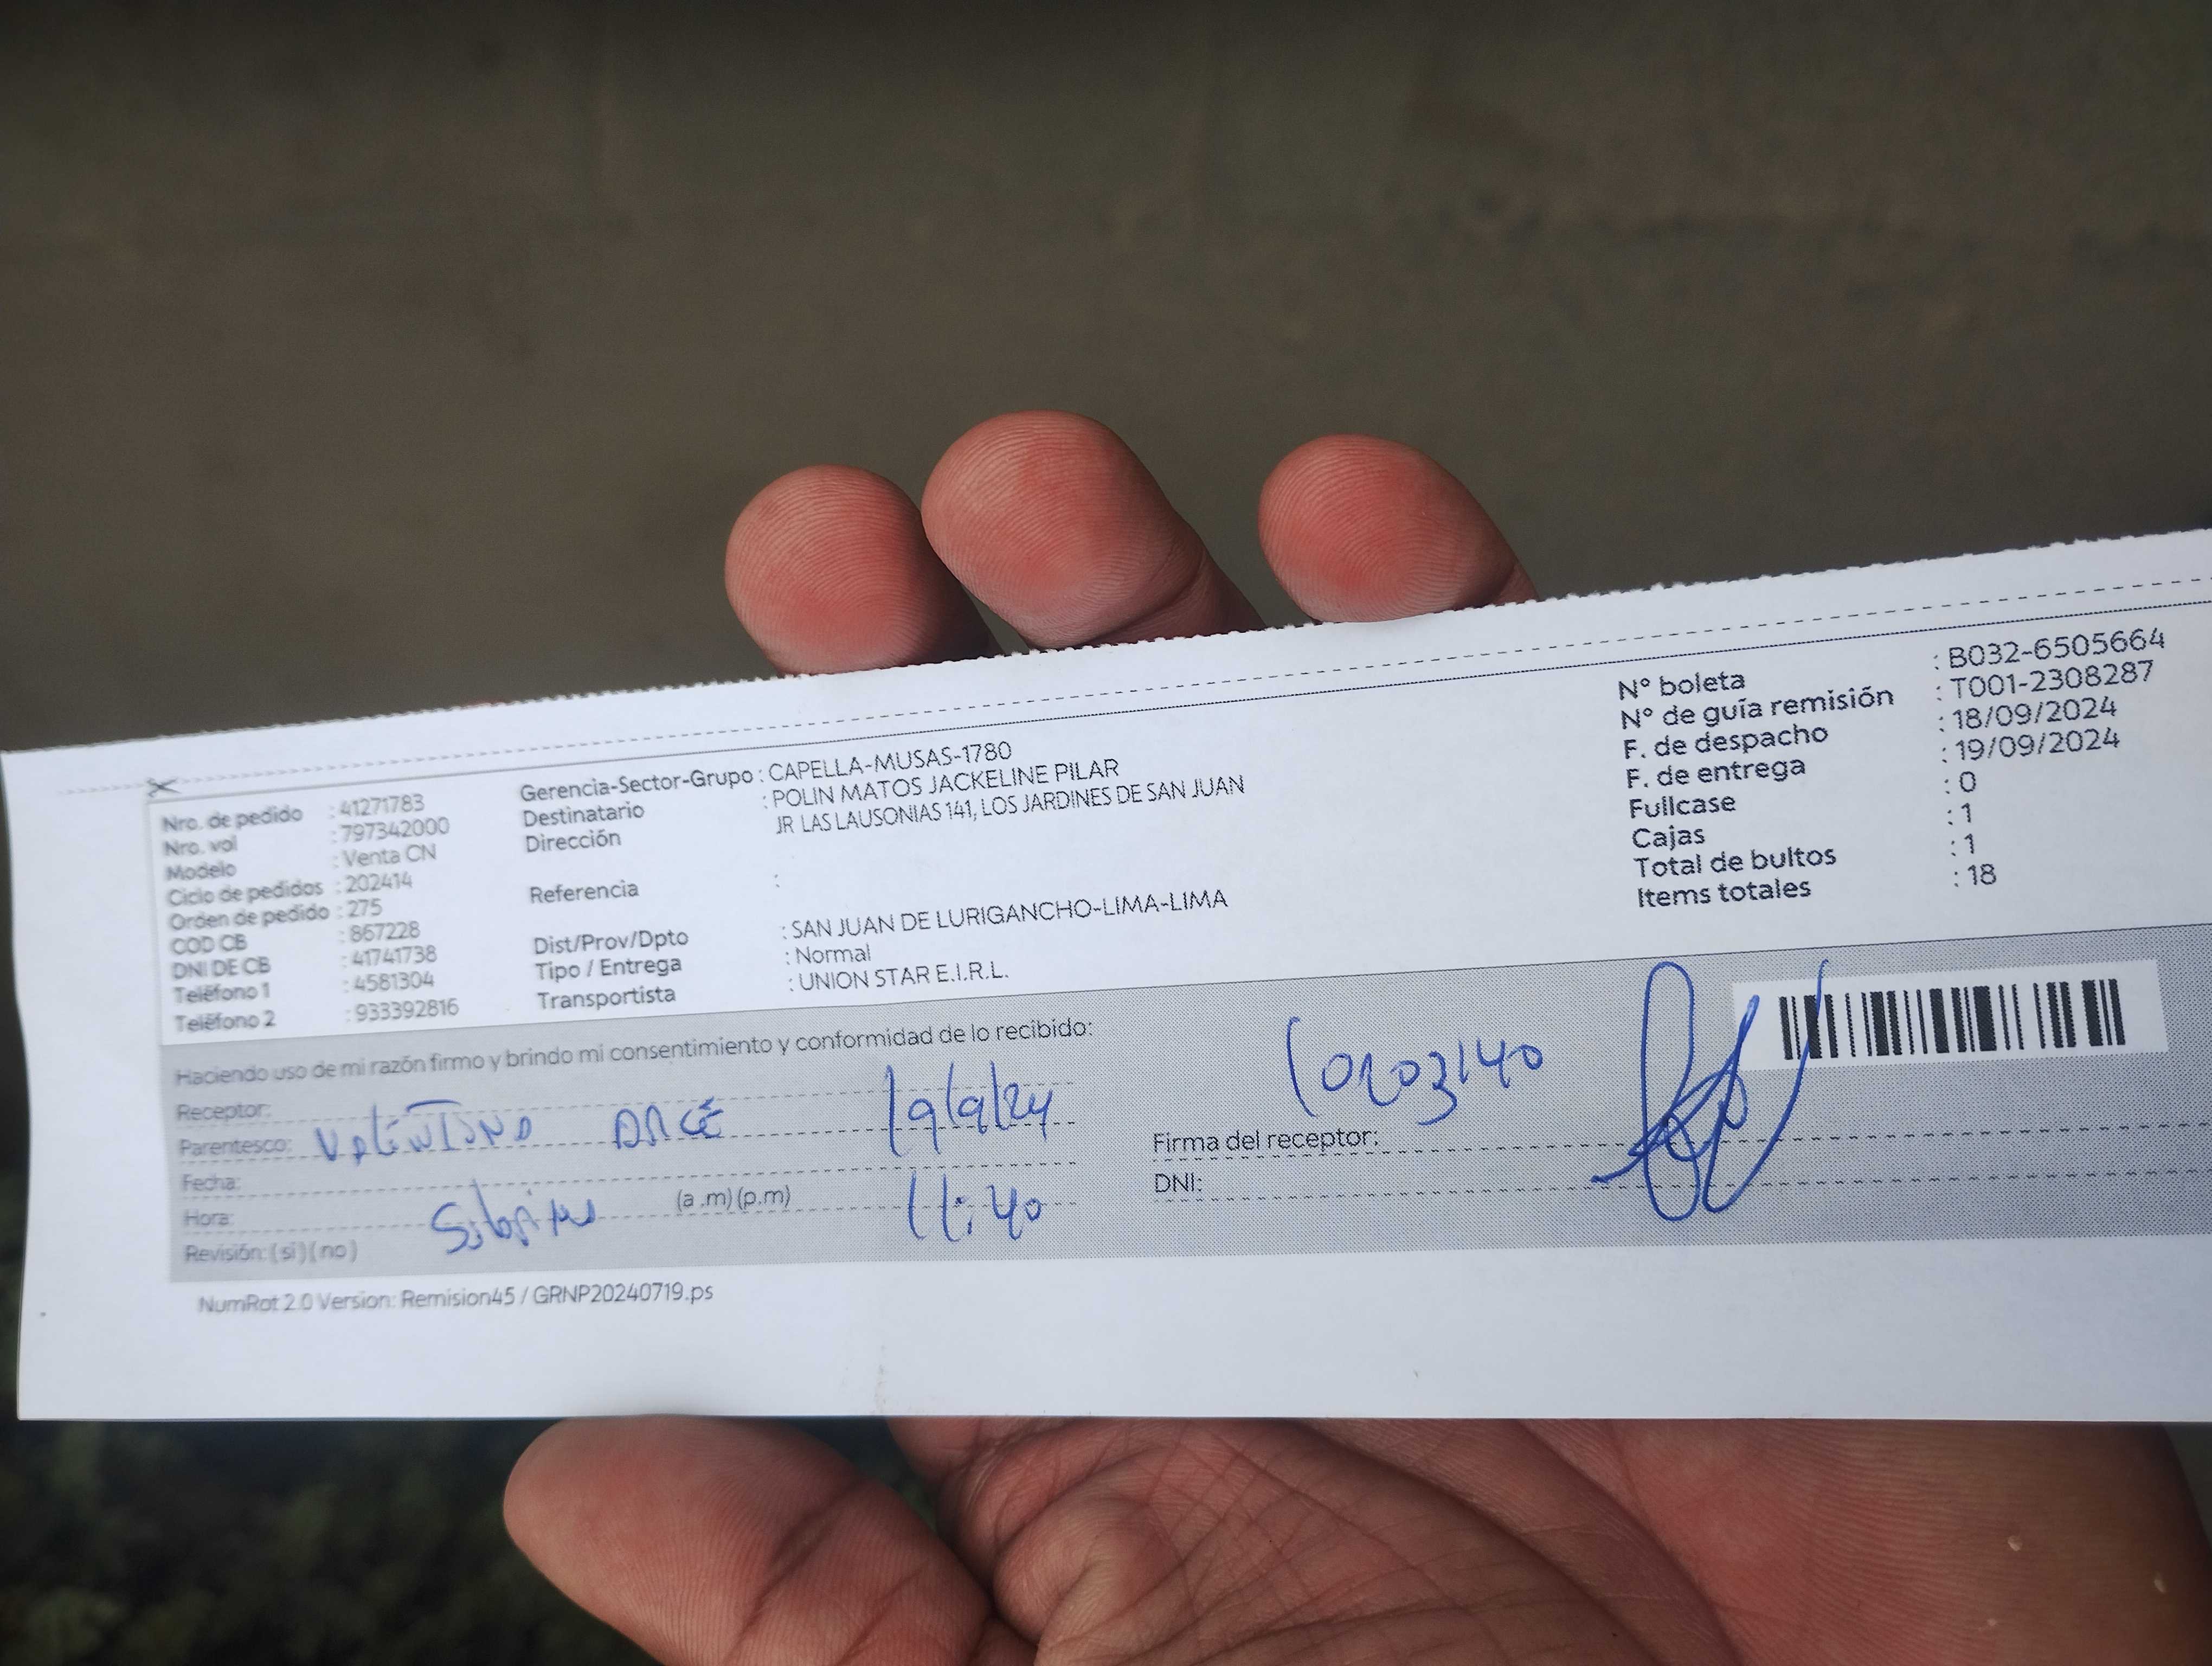 Nro. de pedido : 41271783
Nro. vol : 797342000
Modelo : Venta CN
Ciclo de pedidos : 202414
Orden de pedido : 275
COD CB : 867228
DNI DE CB : 41741738
Teléfono 1 : 4581304
Teléfono 2 : 933392816
Gerencia-Sector-Grupo : CAPELLA-MUSAS-1780
Destinatario : POLIN MATOS JACKELINE PILAR
Dirección JR LAS LAUSONIAS 141, LOS JARDINES DE SAN JUAN
Referencia :
Dist/Prov/Dpto : SAN JUAN DE LURIGANCHO-LIMA-LIMA
Tipo / Entrega : Normal
Transportista : UNION STAR E.I.R.L.
N° boleta : B032-6505664
N° de guía remisión : T001-2308287
F. de despacho : 18/09/2024
F. de entrega : 19/09/2024
Fullcase : 0
Cajas : 1
Total de bultos : 1
Items totales : 18
Haciendo uso de mi razón firmo y brindo mi consentimiento y conformidad de lo recibido:
Receptor:
Parentesco: 19/9/24
Fecha:
Hora: (a.m) (p.m) 11:40
Revisión: (si) (no)
Firma del receptor:
DNI:
NumRot 2.0 Version: Remision45 / GRNP20240719.ps